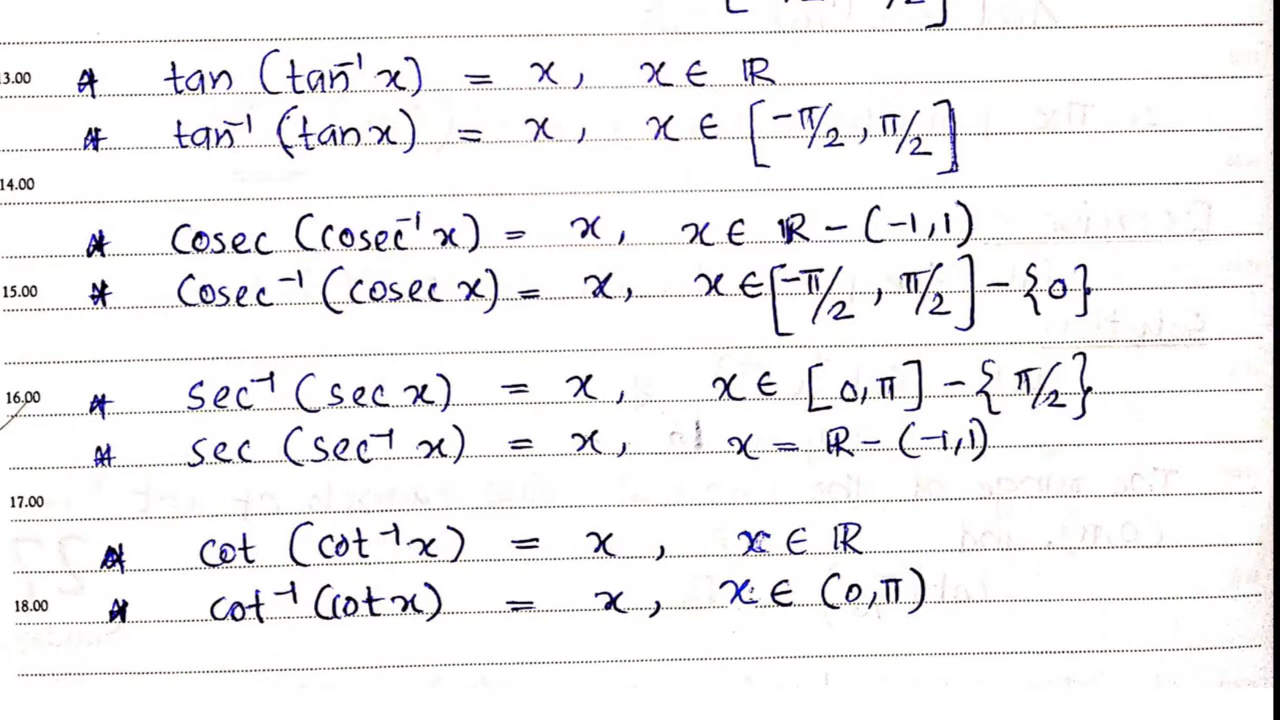 [-π/2, π/2]
13.00 * tan (tan⁻¹ x) = x, x ∈ ℝ
* tan⁻¹ (tan x) = x, x ∈ [-π/2, π/2]
14.00
* cosec (cosec⁻¹ x) = x, x ∈ ℝ - (-1,1)
15.00 * cosec⁻¹ (cosec x) = x, x ∈ [-π/2, π/2] - {0}
16.00 * sec⁻¹ (sec x) = x, x ∈ [0,π] - {π/2}
* sec (sec⁻¹ x) = x, x = ℝ - (-1,1)
17.00
* cot (cot⁻¹ x) = x, x ∈ ℝ
18.00 * cot⁻¹ (cot x) = x, x ∈ (0,π)